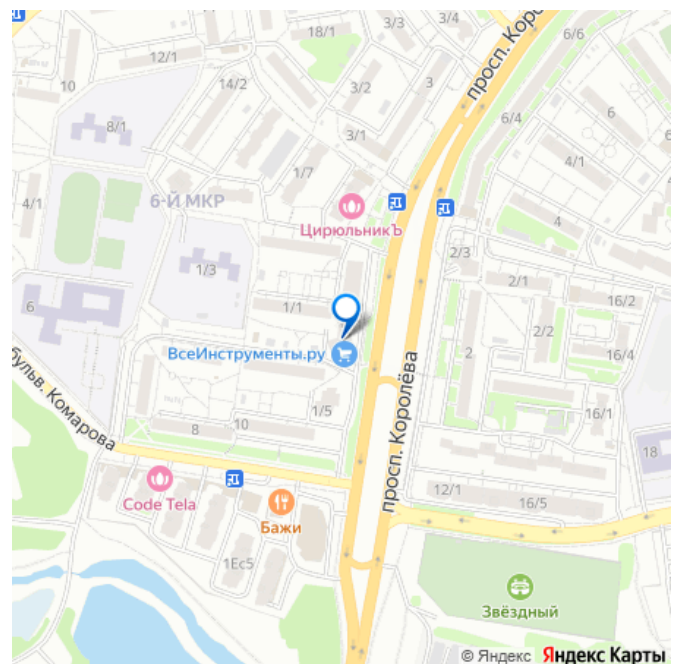 18/1
3/3
3/4
просп. Коро
6/6
12/1
10
14/2
3/2
3
8/1
3/1
6/4
4/1
1/7
4/1
6-Й МКР
ЦирюльникЪ
4
2/3
1/3
2/1
16/2
6
1/1
2/2
ВсеИнструменты.ру
2
16/4
бульв. Комарова
просп. Королёва
1/5
16/1
8
10
18
Code Tela
Бажи
12/1
16/5
1Ес5
Звёздный
© Яндекс Яндекс Карты